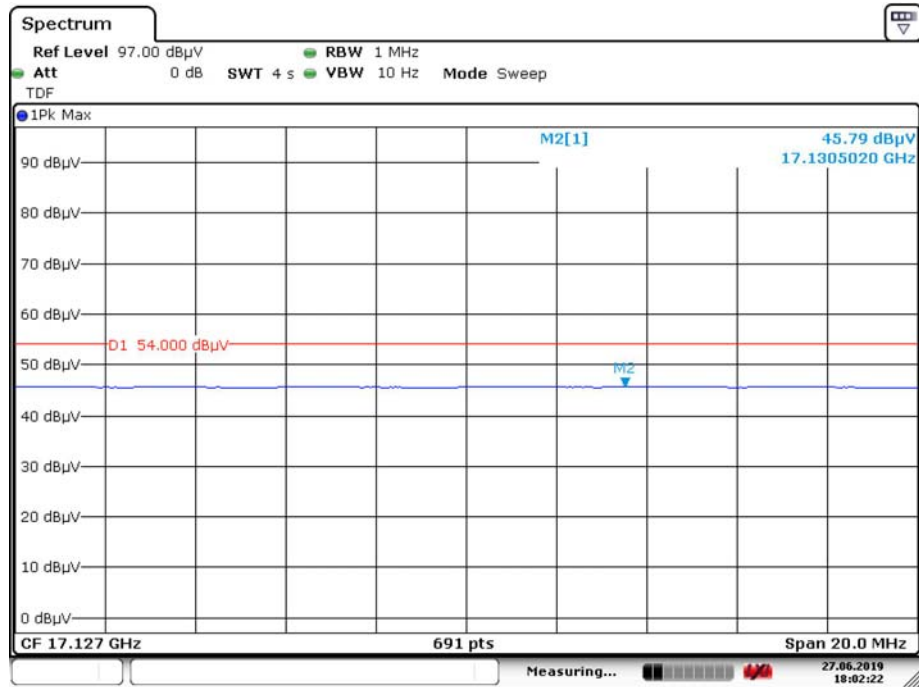 Spectrum
Ref Level 97.00 dBµV RBW 1 MHz
Att 0 dB SWT 4 s VBW 10 Hz Mode Sweep
TDF
1Pk Max
M2[1] 45.79 dBµV
17.1305020 GHz
90 dBµV
80 dBµV
70 dBµV
60 dBµV
D1 54.000 dBµV
50 dBµV
M2
40 dBµV
30 dBµV
20 dBµV
10 dBµV
0 dBµV
CF 17.127 GHz 691 pts Span 20.0 MHz
Measuring... 27.06.2019
18:02:22